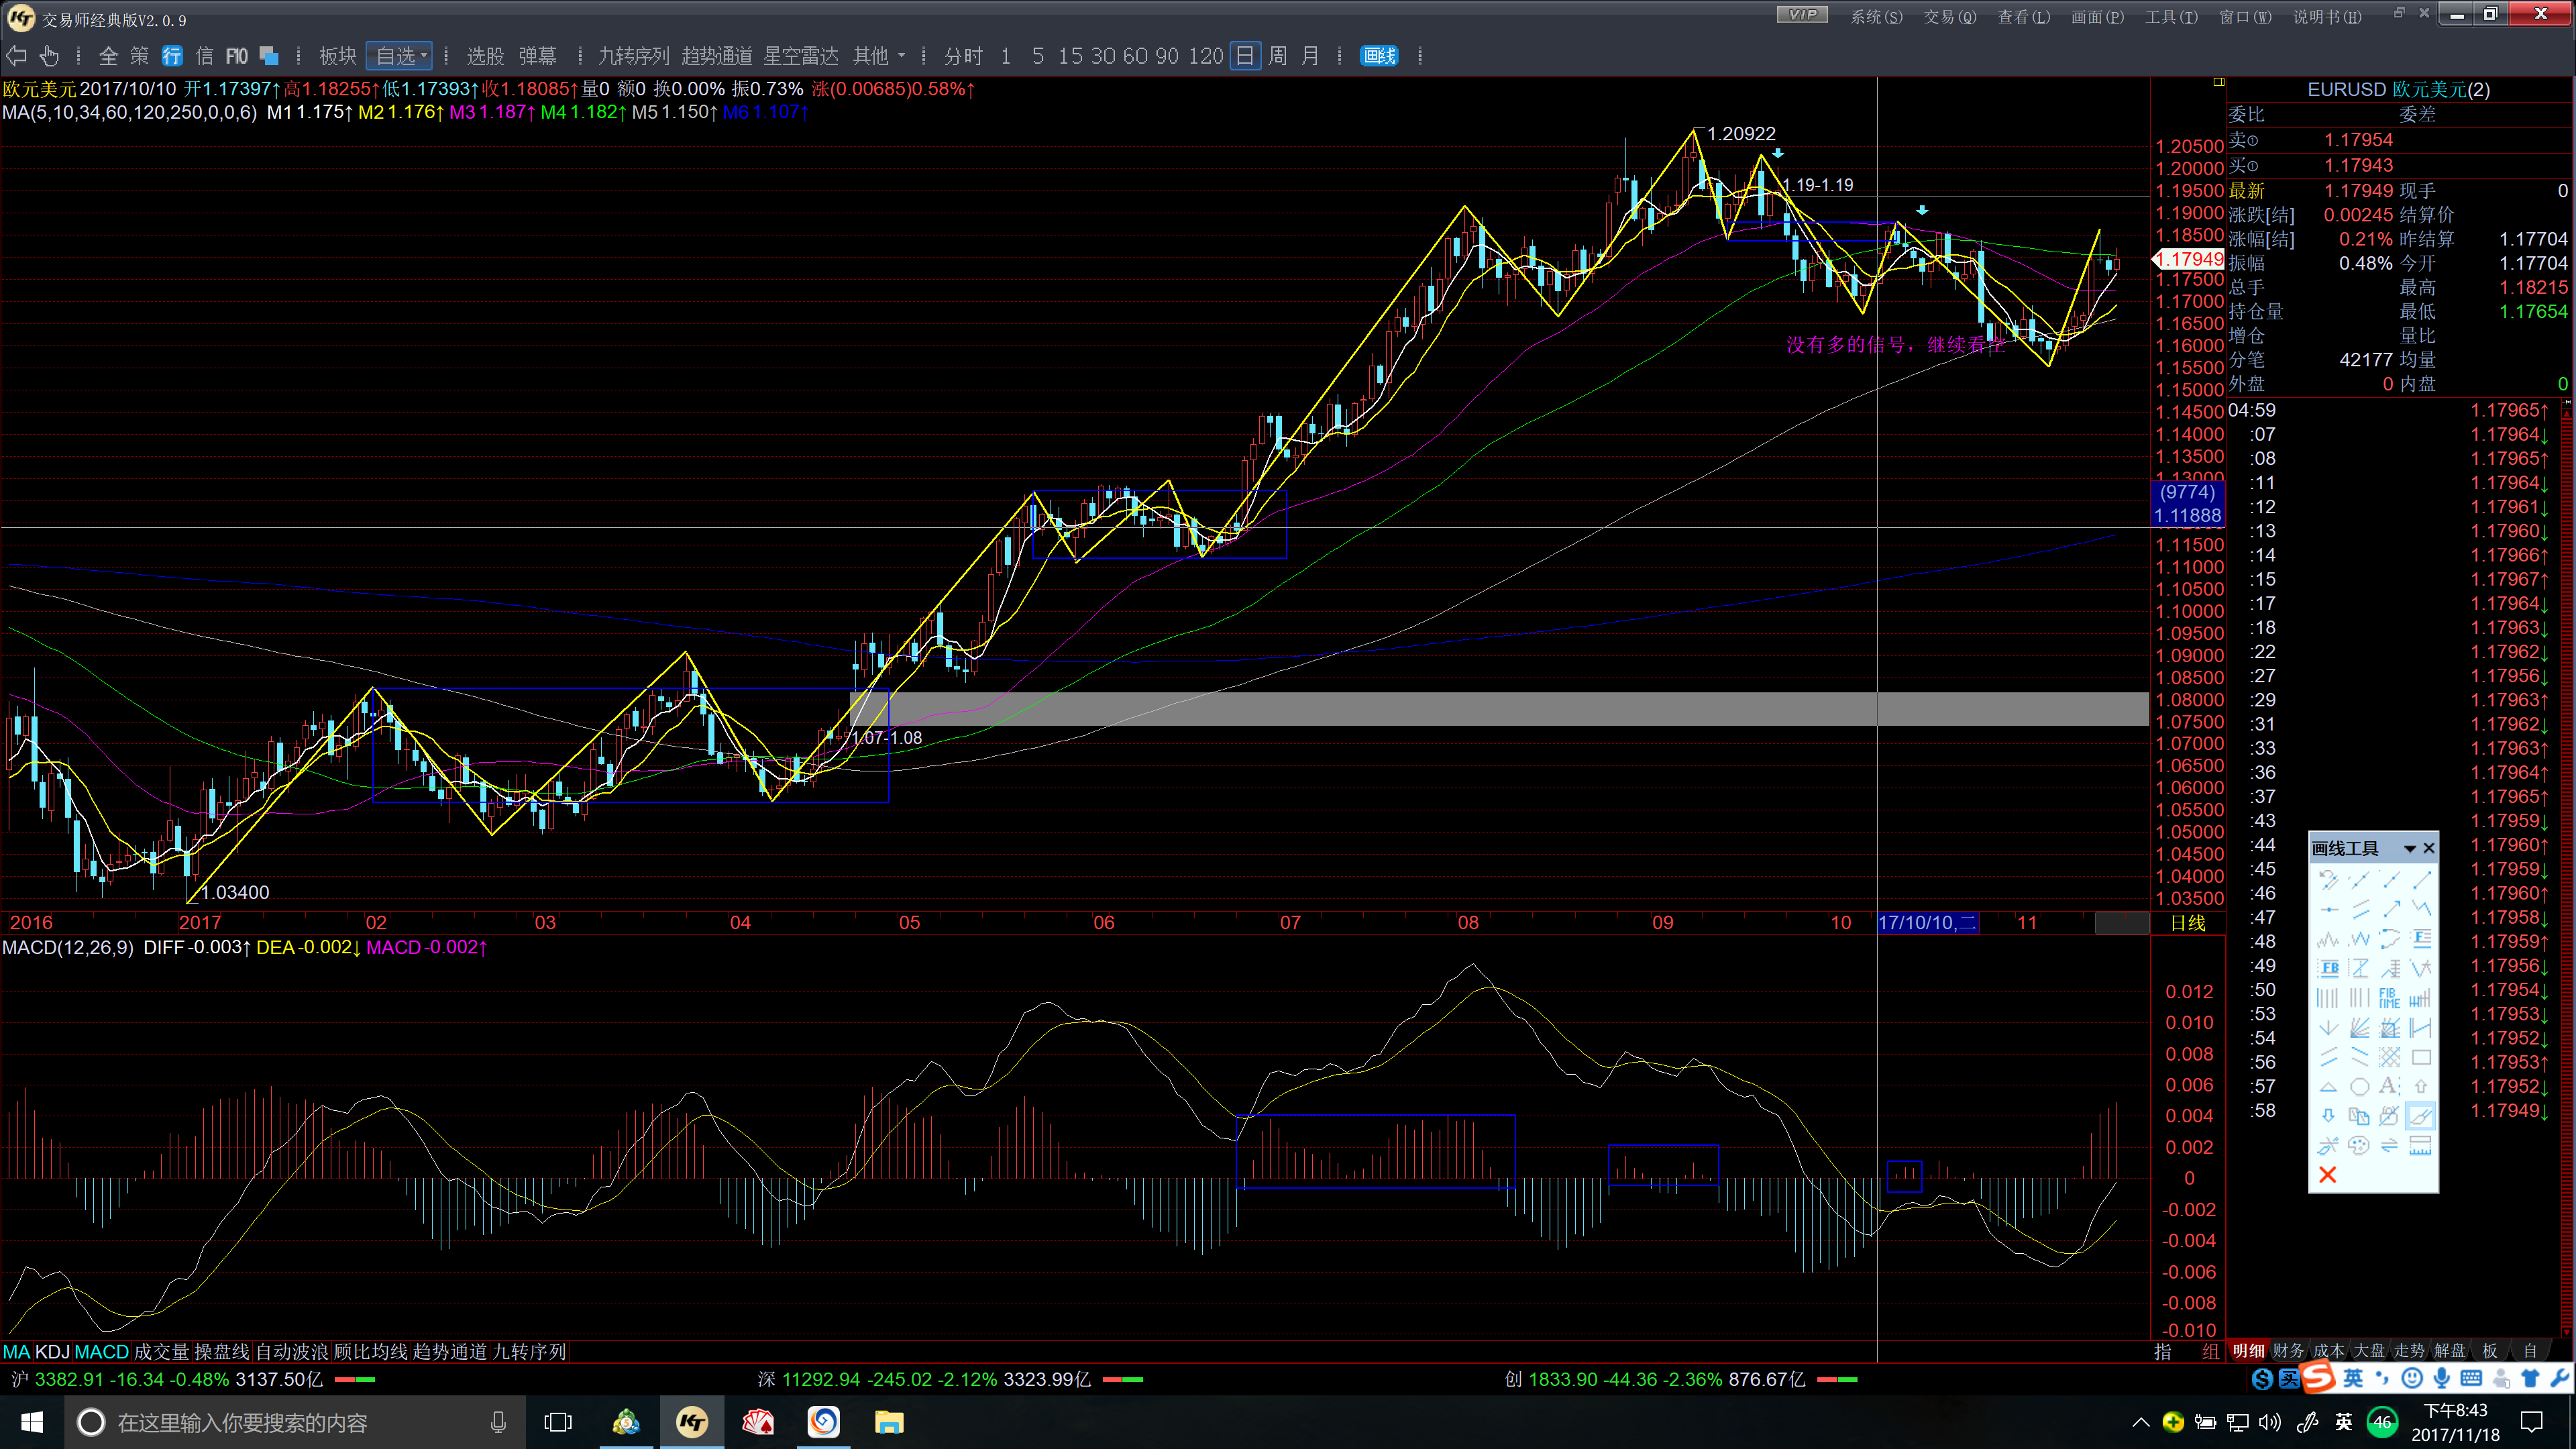 交易师经典版V2.0.9
VIP 系统(S) 交易(Q) 查看(L) 画面(P) 工具(T) 窗口(W) 说明书(H)
全 策 行 信 F10 板块 自选 选股 弹幕 九转序列 趋势通道 星空雷达 其他 分时 1 5 15 30 60 90 120 日 周 月 画线
欧元美元 2017/10/10 开1.17397↑高1.18255↑低1.17393↑收1.18085↑量0 额0 换0.00% 振0.73% 涨(0.00685)0.58%↑
MA(5,10,34,60,120,250,0,0,6) M1 1.175↑ M2 1.176↑ M3 1.187↑ M4 1.182↑ M5 1.150↑ M6 1.107↑
1.20922
1.19-1.19
没有多的信号，继续看空
1.07-1.08
1.03400
1.20500
1.20000
1.19500
1.19000
1.18500
1.17949
1.17500
1.17000
1.16500
1.16000
1.15500
1.15000
1.14500
1.14000
1.13500
1.13000
(9774)
1.11888
1.11500
1.11000
1.10500
1.10000
1.09500
1.09000
1.08500
1.08000
1.07500
1.07000
1.06500
1.06000
1.05500
1.05000
1.04500
1.04000
1.03500
2016 2017 02 03 04 05 06 07 08 09 10 17/10/10,二 11 日线
MACD(12,26,9) DIFF-0.003↑ DEA-0.002↓ MACD-0.002↑
0.012
0.010
0.008
0.006
0.004
0.002
0
-0.002
-0.004
-0.006
-0.008
-0.010
MA KDJ MACD 成交量 操盘线 自动波浪 顾比均线 趋势通道 九转序列 指 组
EURUSD 欧元美元(2)
委比 委差
卖① 1.17954
买① 1.17943
最新 1.17949 现手 0
涨跌[结] 0.00245 结算价
涨幅[结] 0.21% 昨结算 1.17704
振幅 0.48% 今开 1.17704
总手 最高 1.18215
持仓量 最低 1.17654
增仓 量比
分笔 42177 均量
外盘 0 内盘 0
04:59 1.17965↑
:07 1.17964↓
:08 1.17965↑
:11 1.17964↓
:12 1.17961↓
:13 1.17960↓
:14 1.17966↑
:15 1.17967↑
:17 1.17964↓
:18 1.17963↓
:22 1.17962↓
:27 1.17956↓
:29 1.17963↑
:31 1.17962↓
:33 1.17963↑
:36 1.17964↑
:37 1.17965↑
:43 1.17959↓
:44 1.17960↑
:45 1.17959↓
:46 1.17960↑
:47 1.17958↓
:48 1.17959↑
:49 1.17956↓
:50 1.17954↓
:53 1.17953↓
:54 1.17952↓
:56 1.17953↑
:57 1.17952↓
:58 1.17949↓
画线工具
FB
FIB TIME
A
明细 财务 成本 大盘 走势 解盘 板 自
沪 3382.91 -16.34 -0.48% 3137.50亿 深 11292.94 -245.02 -2.12% 3323.99亿 创 1833.90 -44.36 -2.36% 876.67亿
英
在这里输入你要搜索的内容
英 46 下午8:43
2017/11/18